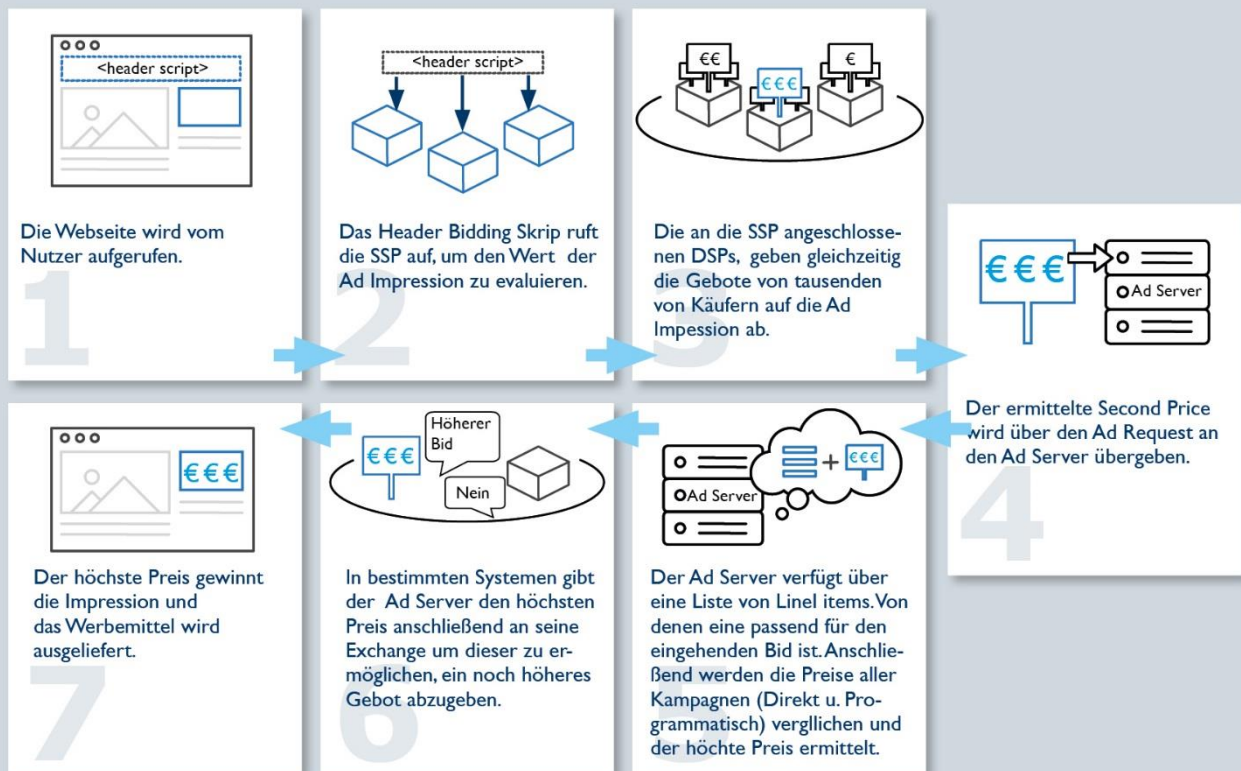 <header script>
Die Webseite wird vom
Nutzer aufgerufen.
1
<header script>
Das Header Bidding Skrip ruft
die SSP auf, um den Wert der
Ad Impression zu evaluieren.
2
€€
€€€
€
Die an die SSP angeschlosse-
nen DSPs, geben gleichzeitig
die Gebote von tausenden
von Käufern auf die Ad
Impession ab.
3
€€€
Ad Server
Der ermittelte Second Price
wird über den Ad Request an
den Ad Server übergeben.
4
Ad Server
+
€€€
Der Ad Server verfügt über
eine Liste von Linel items. Von
denen eine passend für den
eingehenden Bid ist. Anschlie-
ßend werden die Preise aller
Kampagnen (Direkt u. Pro-
grammatisch) vergllichen und
der höchte Preis ermittelt.
5
€€€
Höherer
Bid
Nein
In bestimmten Systemen gibt
der Ad Server den höchsten
Preis anschließend an seine
Exchange um dieser zu er-
möglichen, ein noch höheres
Gebot abzugeben.
6
€€€
Der höchste Preis gewinnt
die Impression und
das Werbemittel wird
ausgeliefert.
7